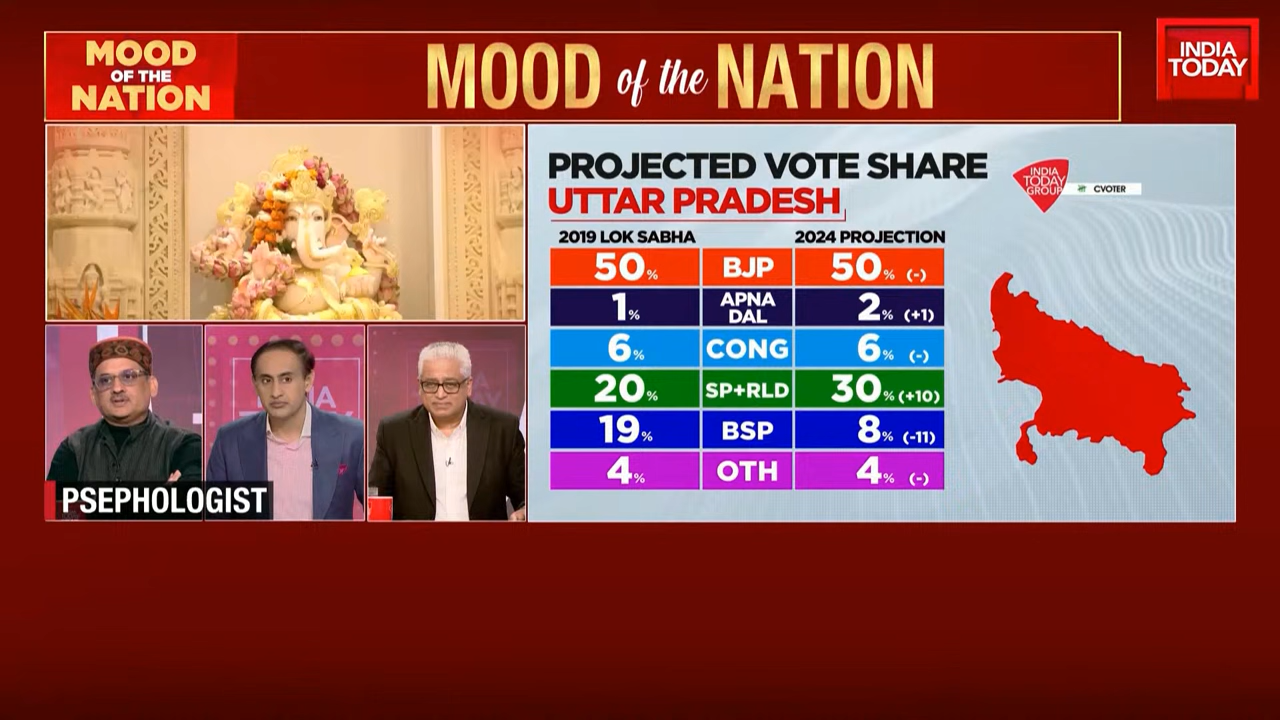 MOOD
OF THE
NATION
MOOD of the NATION
INDIA
TODAY
PROJECTED VOTE SHARE
UTTAR PRADESH
INDIA
TODAY
GROUP
CVOTER
2019 LOK SABHA 2024 PROJECTION
50% BJP 50% (-)
1% APNA DAL 2% (+1)
6% CONG 6% (-)
20% SP+RLD 30% (+10)
19% BSP 8% (-11)
4% OTH 4% (-)
PSEPHOLOGIST